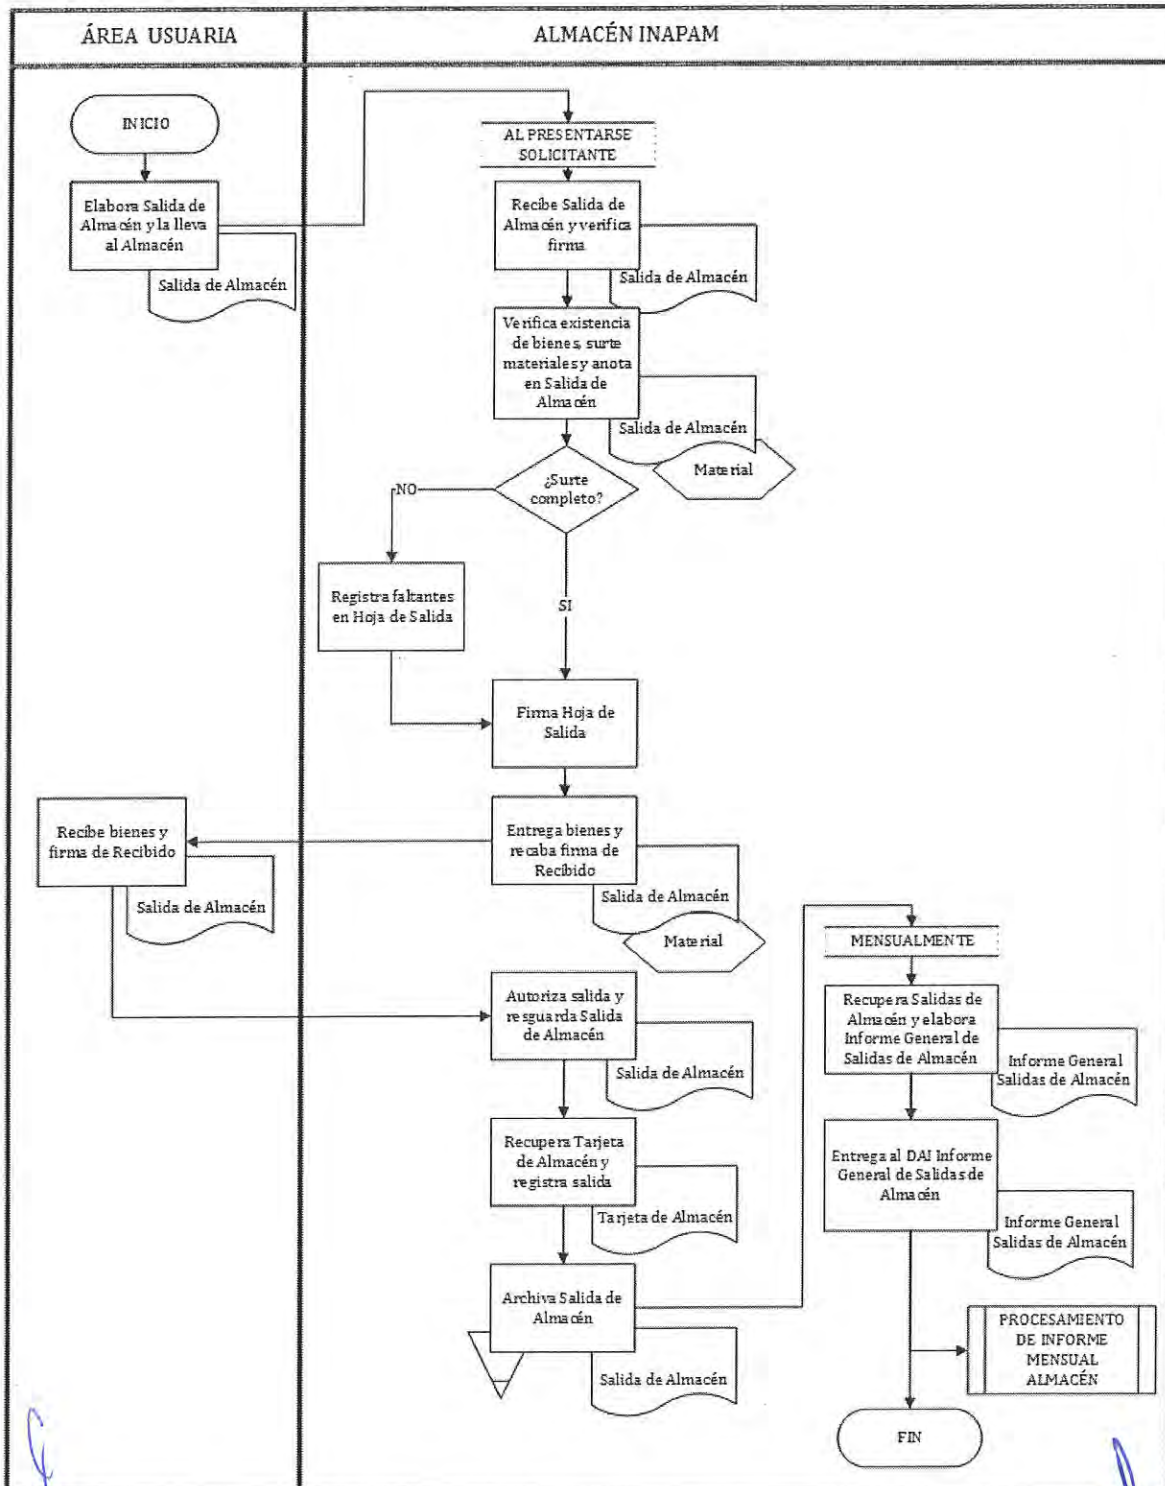 ÁREA USUARIA
ALMACÉN INAPAM
INICIO
Elabora Salida de
Almacén y la lleva
al Almacén
Salida de Almacén
AL PRESENTARSE
SOLICITANTE
Recibe Salida de
Almacén y verifica
firma
Salida de Almacén
Verifica existencia
de bienes, surte
materiales y anota
en Salida de
Almacén
Salida de Almacén
Material
¿Surte
completo?
NO
SI
Registra faltantes
en Hoja de Salida
Firma Hoja de
Salida
Entrega bienes y
recaba firma de
Recibido
Salida de Almacén
Material
Recibe bienes y
firma de Recibido
Salida de Almacén
Autoriza salida y
resguarda Salida
de Almacén
Salida de Almacén
Recupera Tarjeta
de Almacén y
registra salida
Tarjeta de Almacén
Archiva Salida de
Almacén
Salida de Almacén
MENSUALMENTE
Recupera Salidas de
Almacén y elabora
Informe General de
Salidas de Almacén
Informe General
Salidas de Almacén
Entrega al DAI Informe
General de Salidas de
Almacén
Informe General
Salidas de Almacén
PROCESAMIENTO
DE INFORME
MENSUAL
ALMACÉN
FIN